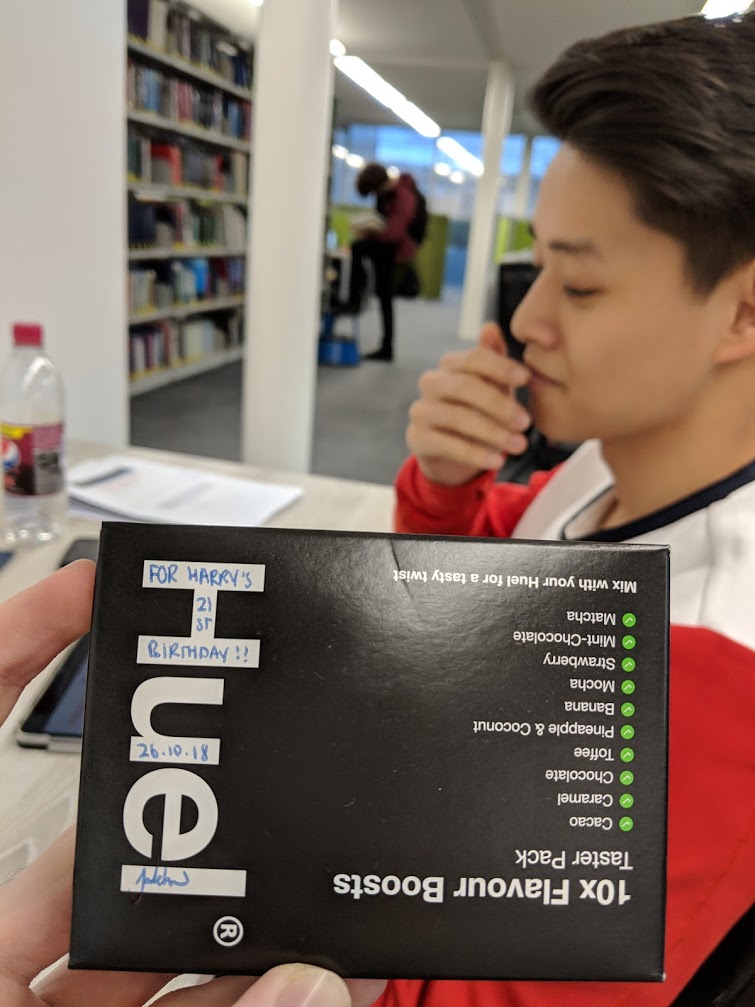 Huel®
FOR HARRY'S
21
ST
BIRTHDAY !!
26.10.18
10x Flavour Boosts
Taster Pack
Cacao
Caramel
Chocolate
Toffee
Pineapple & Coconut
Banana
Mocha
Strawberry
Mint-Chocolate
Matcha
Mix with your Huel for a tasty twist